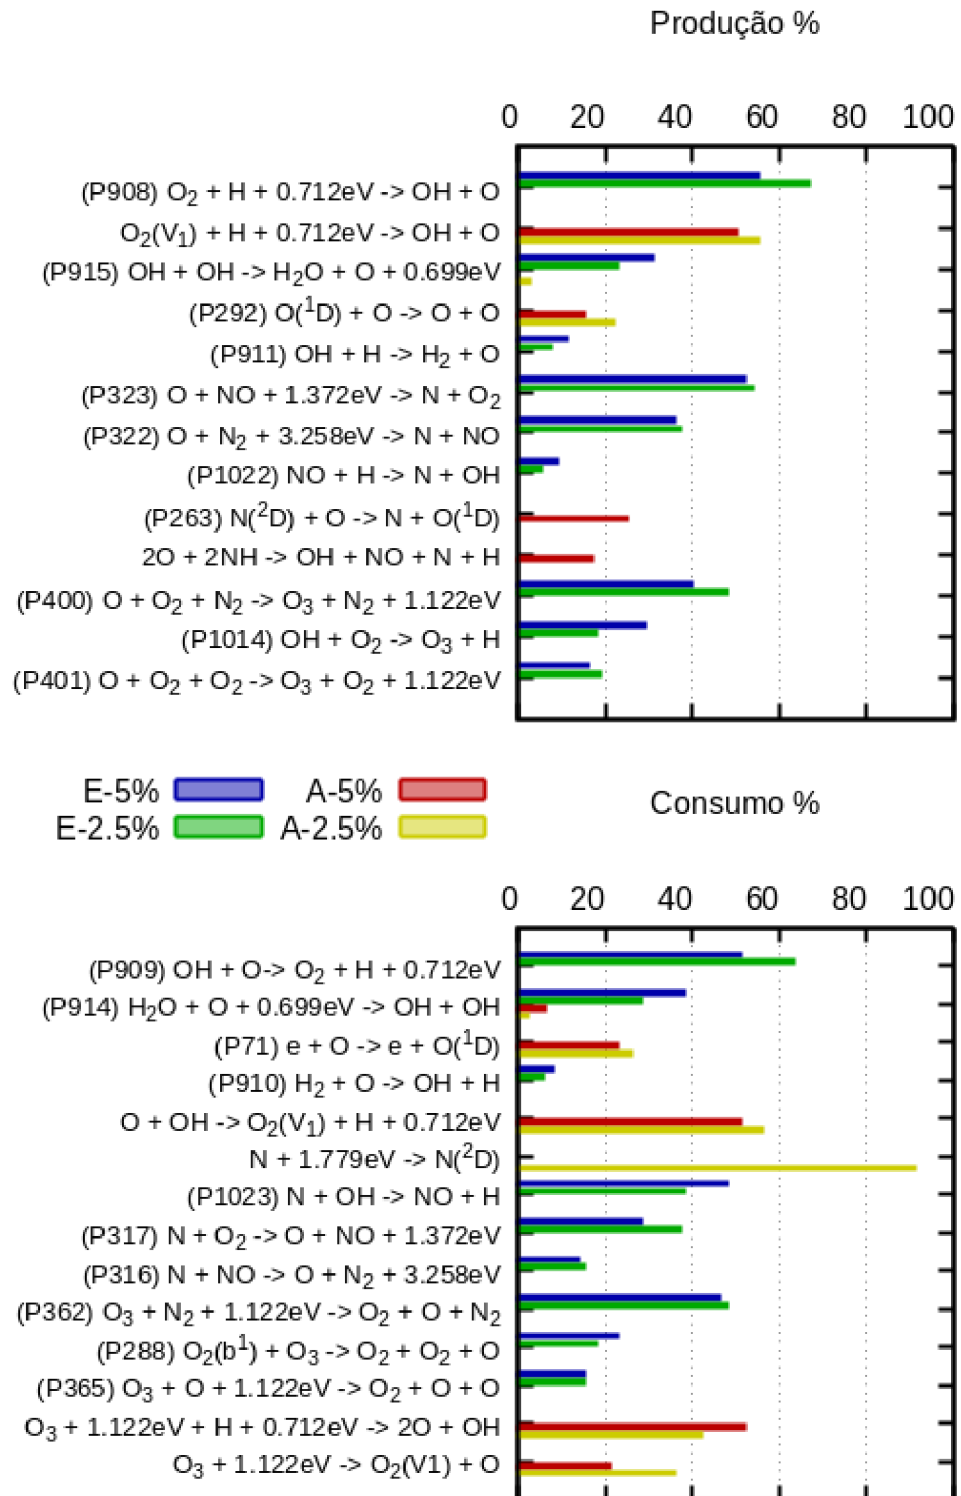 Produção %
0 20 40 60 80 100
(P908) O₂ + H + 0.712eV -> OH + O
O₂(V₁) + H + 0.712eV -> OH + O
(P915) OH + OH -> H₂O + O + 0.699eV
(P292) O(¹D) + O -> O + O
(P911) OH + H -> H₂ + O
(P323) O + NO + 1.372eV -> N + O₂
(P322) O + N₂ + 3.258eV -> N + NO
(P1022) NO + H -> N + OH
(P263) N(²D) + O -> N + O(¹D)
2O + 2NH -> OH + NO + N + H
(P400) O + O₂ + N₂ -> O₃ + N₂ + 1.122eV
(P1014) OH + O₂ -> O₃ + H
(P401) O + O₂ + O₂ -> O₃ + O₂ + 1.122eV
E-5% A-5%
E-2.5% A-2.5%
Consumo %
0 20 40 60 80 100
(P909) OH + O-> O₂ + H + 0.712eV
(P914) H₂O + O + 0.699eV -> OH + OH
(P71) e + O -> e + O(¹D)
(P910) H₂ + O -> OH + H
O + OH -> O₂(V₁) + H + 0.712eV
N + 1.779eV -> N(²D)
(P1023) N + OH -> NO + H
(P317) N + O₂ -> O + NO + 1.372eV
(P316) N + NO -> O + N₂ + 3.258eV
(P362) O₃ + N₂ + 1.122eV -> O₂ + O + N₂
(P288) O₂(b¹) + O₃ -> O₂ + O₂ + O
(P365) O₃ + O + 1.122eV -> O₂ + O + O
O₃ + 1.122eV + H + 0.712eV -> 2O + OH
O₃ + 1.122eV -> O₂(V1) + O